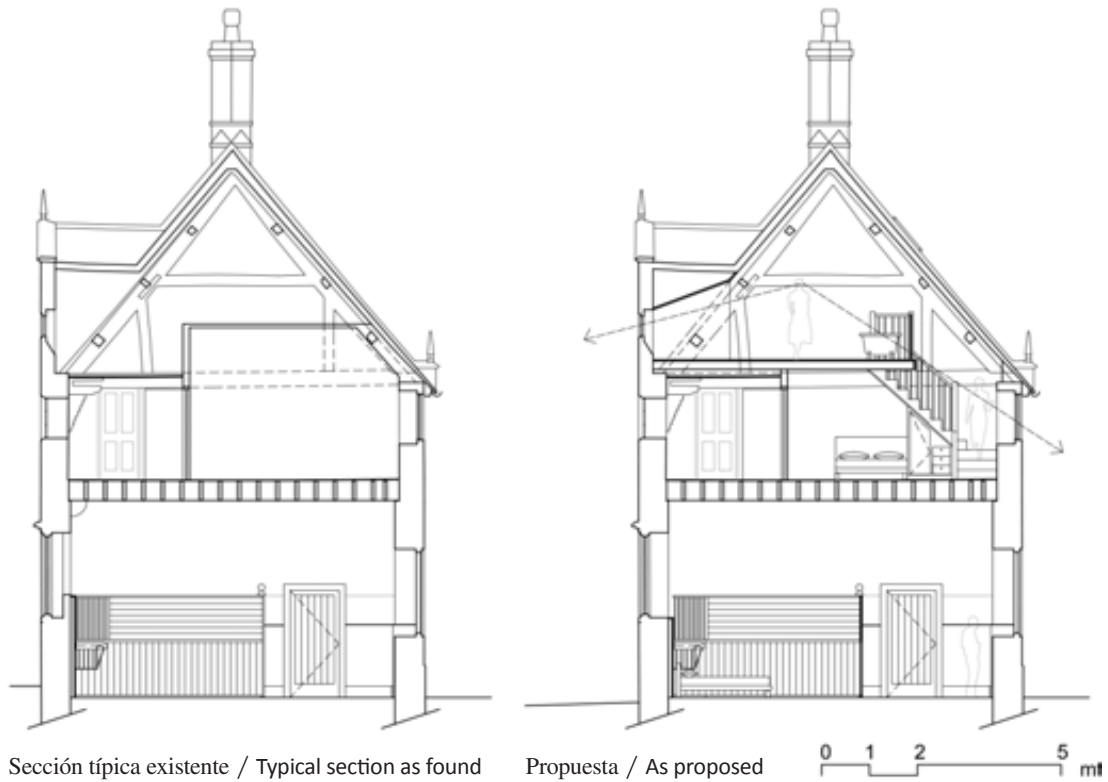 Sección típica existente / Typical section as found
Propuesta / As proposed
0 1 2 5 mt